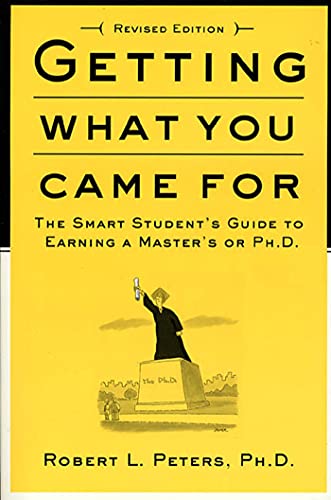 REVISED EDITION
GETTING
WHAT YOU
CAME FOR
THE SMART STUDENT'S GUIDE TO
EARNING A MASTER'S OR PH.D.
The Ph.D.
ROBERT L. PETERS, PH.D.